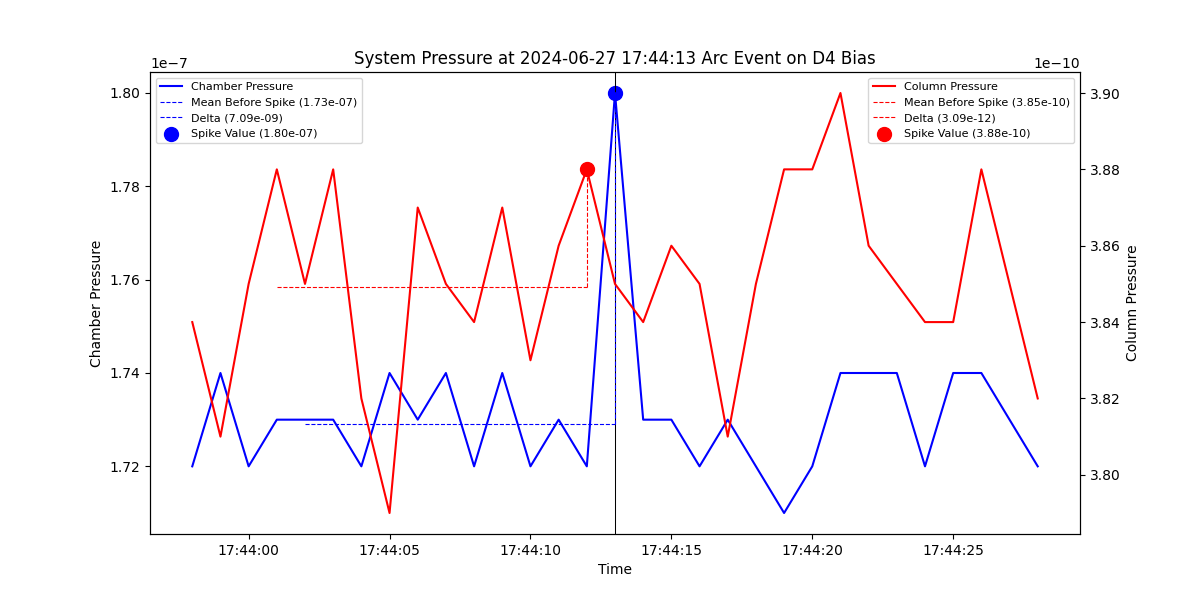 System Pressure at 2024-06-27 17:44:13 Arc Event on D4 Bias
1e−7
1e−10
Chamber Pressure
Mean Before Spike (1.73e-07)
Delta (7.09e-09)
Spike Value (1.80e-07)
Column Pressure
Mean Before Spike (3.85e-10)
Delta (3.09e-12)
Spike Value (3.88e-10)
Chamber Pressure
1.80
1.78
1.76
1.74
1.72
3.90
3.88
3.86
3.84
3.82
3.80
Column Pressure
17:44:00
17:44:05
17:44:10
17:44:15
17:44:20
17:44:25
Time